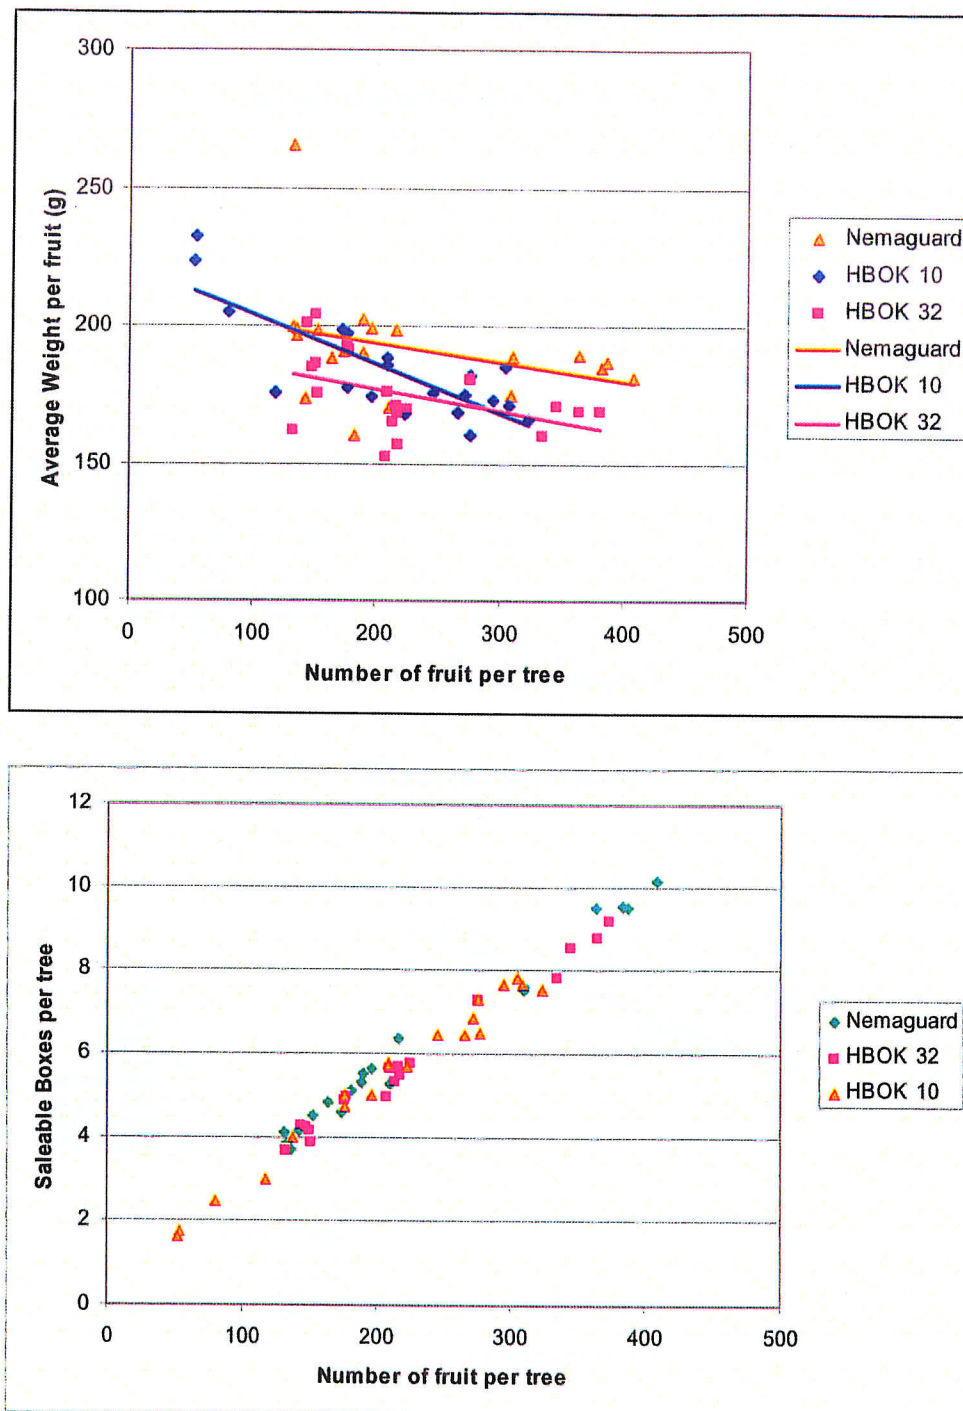 300
250
200
150
100
Average Weight per fruit (g)
0 100 200 300 400 500
Number of fruit per tree
Nemaguard
HBOK 10
HBOK 32
Nemaguard
HBOK 10
HBOK 32
12
10
8
6
4
2
0
Saleable Boxes per tree
0 100 200 300 400 500
Number of fruit per tree
Nemaguard
HBOK 32
HBOK 10